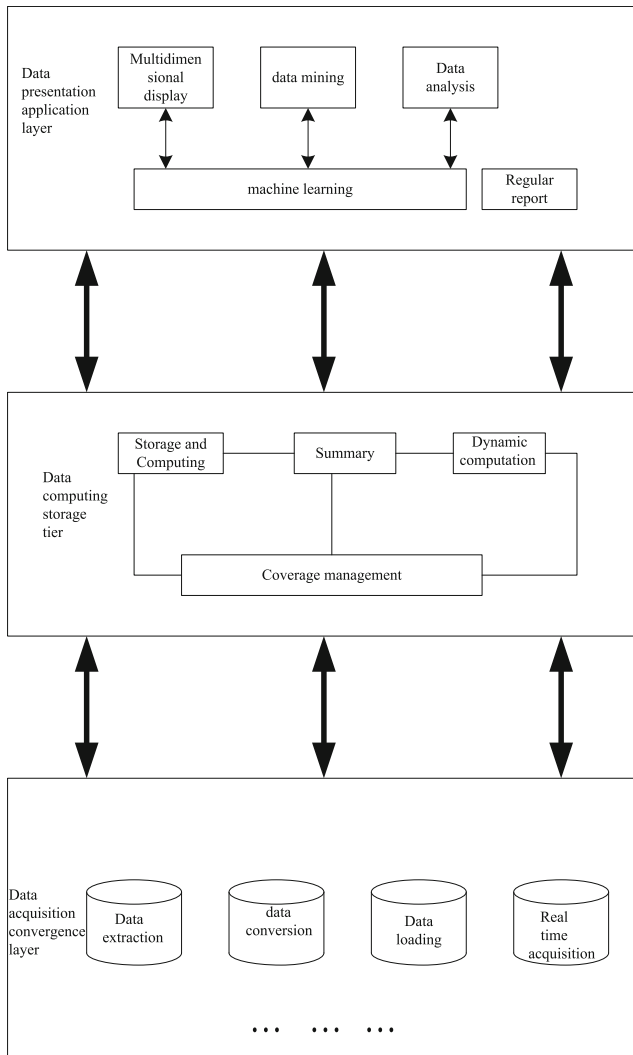 Data
presentation
application
layer
Multidimen
sional
display
data mining
Data
analysis
machine learning
Regular
report
Data
computing
storage
tier
Storage and
Computing
Summary
Dynamic
computation
Coverage management
Data
acquisition
convergence
layer
Data
extraction
data
conversion
Data
loading
Real
time
acquisition
... ... ...